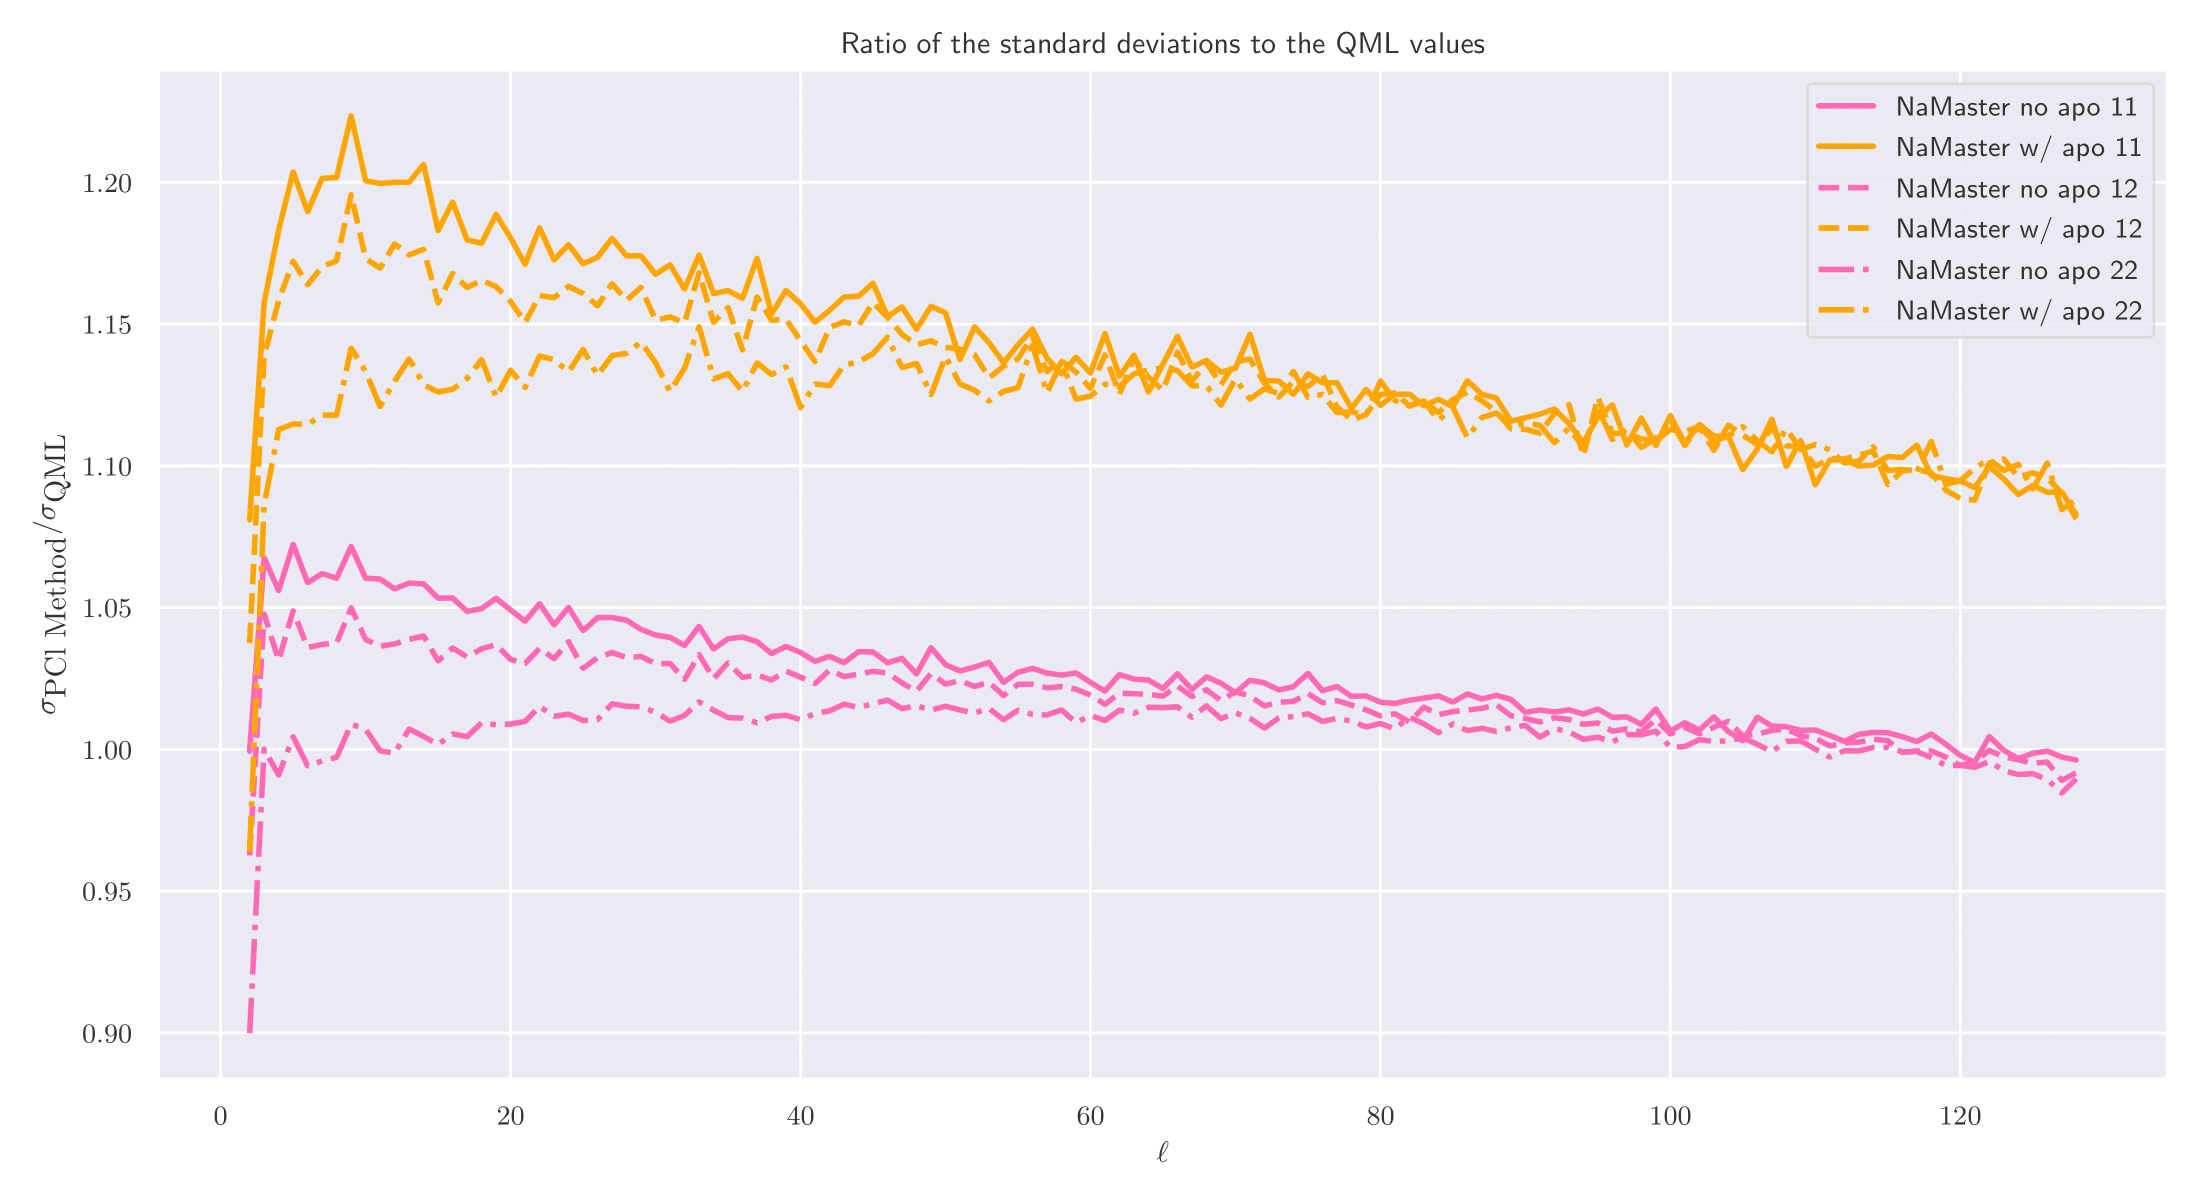 Ratio of the standard deviations to the QML values
σPCl Method/σQML
1.20
1.15
1.10
1.05
1.00
0.95
0.90
NaMaster no apo 11
NaMaster w/ apo 11
NaMaster no apo 12
NaMaster w/ apo 12
NaMaster no apo 22
NaMaster w/ apo 22
0 20 40 60 80 100 120
ℓ